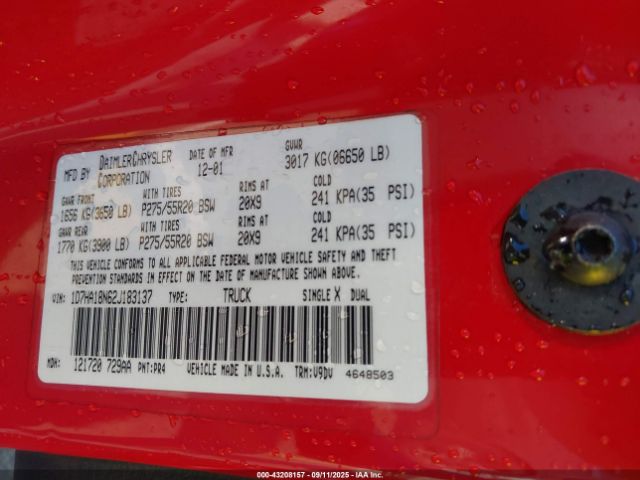 MFD BY DAIMLERCHRYSLER CORPORATION DATE OF MFR 12-01 GVWR 3017 KG(06650 LB)
GAWR FRONT WITH TIRES RIMS AT COLD
1656 KG(3650 LB) P275/55R20 BSW 20X9 241 KPA(35 PSI)
GAWR REAR WITH TIRES RIMS AT COLD
1770 KG(3900 LB) P275/55R20 BSW 20X9 241 KPA(35 PSI)
THIS VEHICLE CONFORMS TO ALL APPLICABLE FEDERAL MOTOR VEHICLE SAFETY AND THEFT
PREVENTION STANDARDS IN EFFECT ON THE DATE OF MANUFACTURE SHOWN ABOVE.
VIN: 1D7HA18N62J183137 TYPE: TRUCK SINGLE X DUAL
MDH: 121720 729AA PNT:PR4 VEHICLE MADE IN U.S.A. TRM:V9DV 4648503
000-43208157 - 09/11/2025 - IAAI.COM